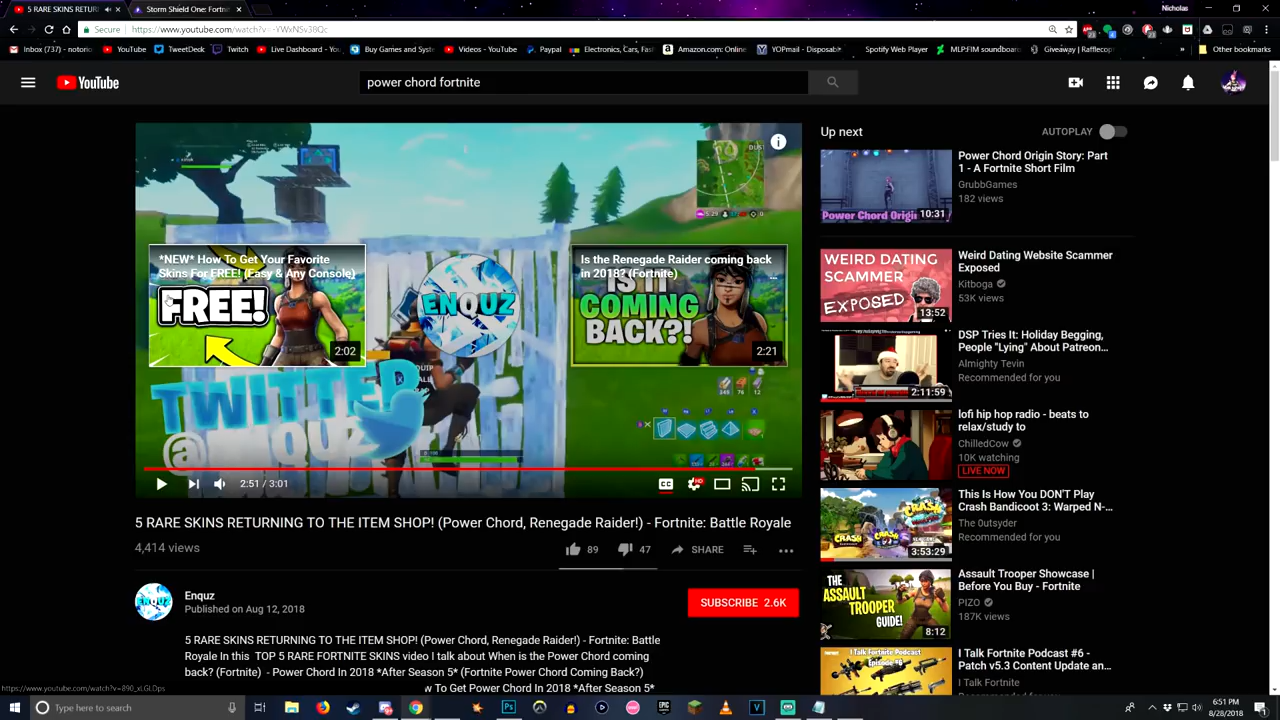 5 RARE SKINS RETUR
Storm Shield One: Fortn
Nicholas
Secure
https://www.youtube.com/watch?v=
Inbox (737) - notorio
YouTube
TweetDeck
Twitch
Live Dashboard - You
Buy Games and Syst
Videos - YouTube
Paypal
Electronics, Cars, Fash
Amazon.com: Online
YOPmail - Disposab
Spotify Web Player
MLP:FIM soundboard
Giveaway | Rafflecop
Other bookmarks
YouTube
power chord fortnite
*NEW* How To Get Your Favorite
Skins For FREE! (Easy & Any Console)
FREE!
2:02
ENQUZ
Is the Renegade Raider coming back
in 2018? (Fortnite)
IS IT
COMING
BACK?!
2:21
2:51 / 3:01
5 RARE SKINS RETURNING TO THE ITEM SHOP! (Power Chord, Renegade Raider!) - Fortnite: Battle Royale
4,414 views
89
47
SHARE
Enquz
Published on Aug 12, 2018
SUBSCRIBE 2.6K
5 RARE SKINS RETURNING TO THE ITEM SHOP! (Power Chord, Renegade Raider!) - Fortnite: Battle
Royale In this TOP 5 RARE FORTNITE SKINS video I talk about When is the Power Chord coming
back? (Fortnite) - Power Chord In 2018 *After Season 5* (Fortnite Power Chord Coming Back?)
w To Get Power Chord In 2018 *After Season 5*
Up next
AUTOPLAY
Power Chord Origin Story: Part
1 - A Fortnite Short Film
GrubbGames
182 views
10:31
WEIRD DATING
SCAMMER
EXPOSED
13:52
Weird Dating Website Scammer
Exposed
Kitboga
53K views
DSP Tries It: Holiday Begging,
People "Lying" About Patreon...
Almighty Tevin
Recommended for you
2:11:59
lofi hip hop radio - beats to
relax/study to
ChilledCow
10K watching
LIVE NOW
This Is How You DON'T Play
Crash Bandicoot 3: Warped N-...
The 0utsyder
Recommended for you
3:53:29
THE
ASSAULT
TROOPER
GUIDE!
8:12
Assault Trooper Showcase |
Before You Buy - Fortnite
PIZO
187K views
I TALK FORTNITE PODCAST
EPISODE #6
I Talk Fortnite Podcast #6 -
Patch v5.3 Content Update an...
I Talk Fortnite
Type here to search
6:51 PM
8/28/2018